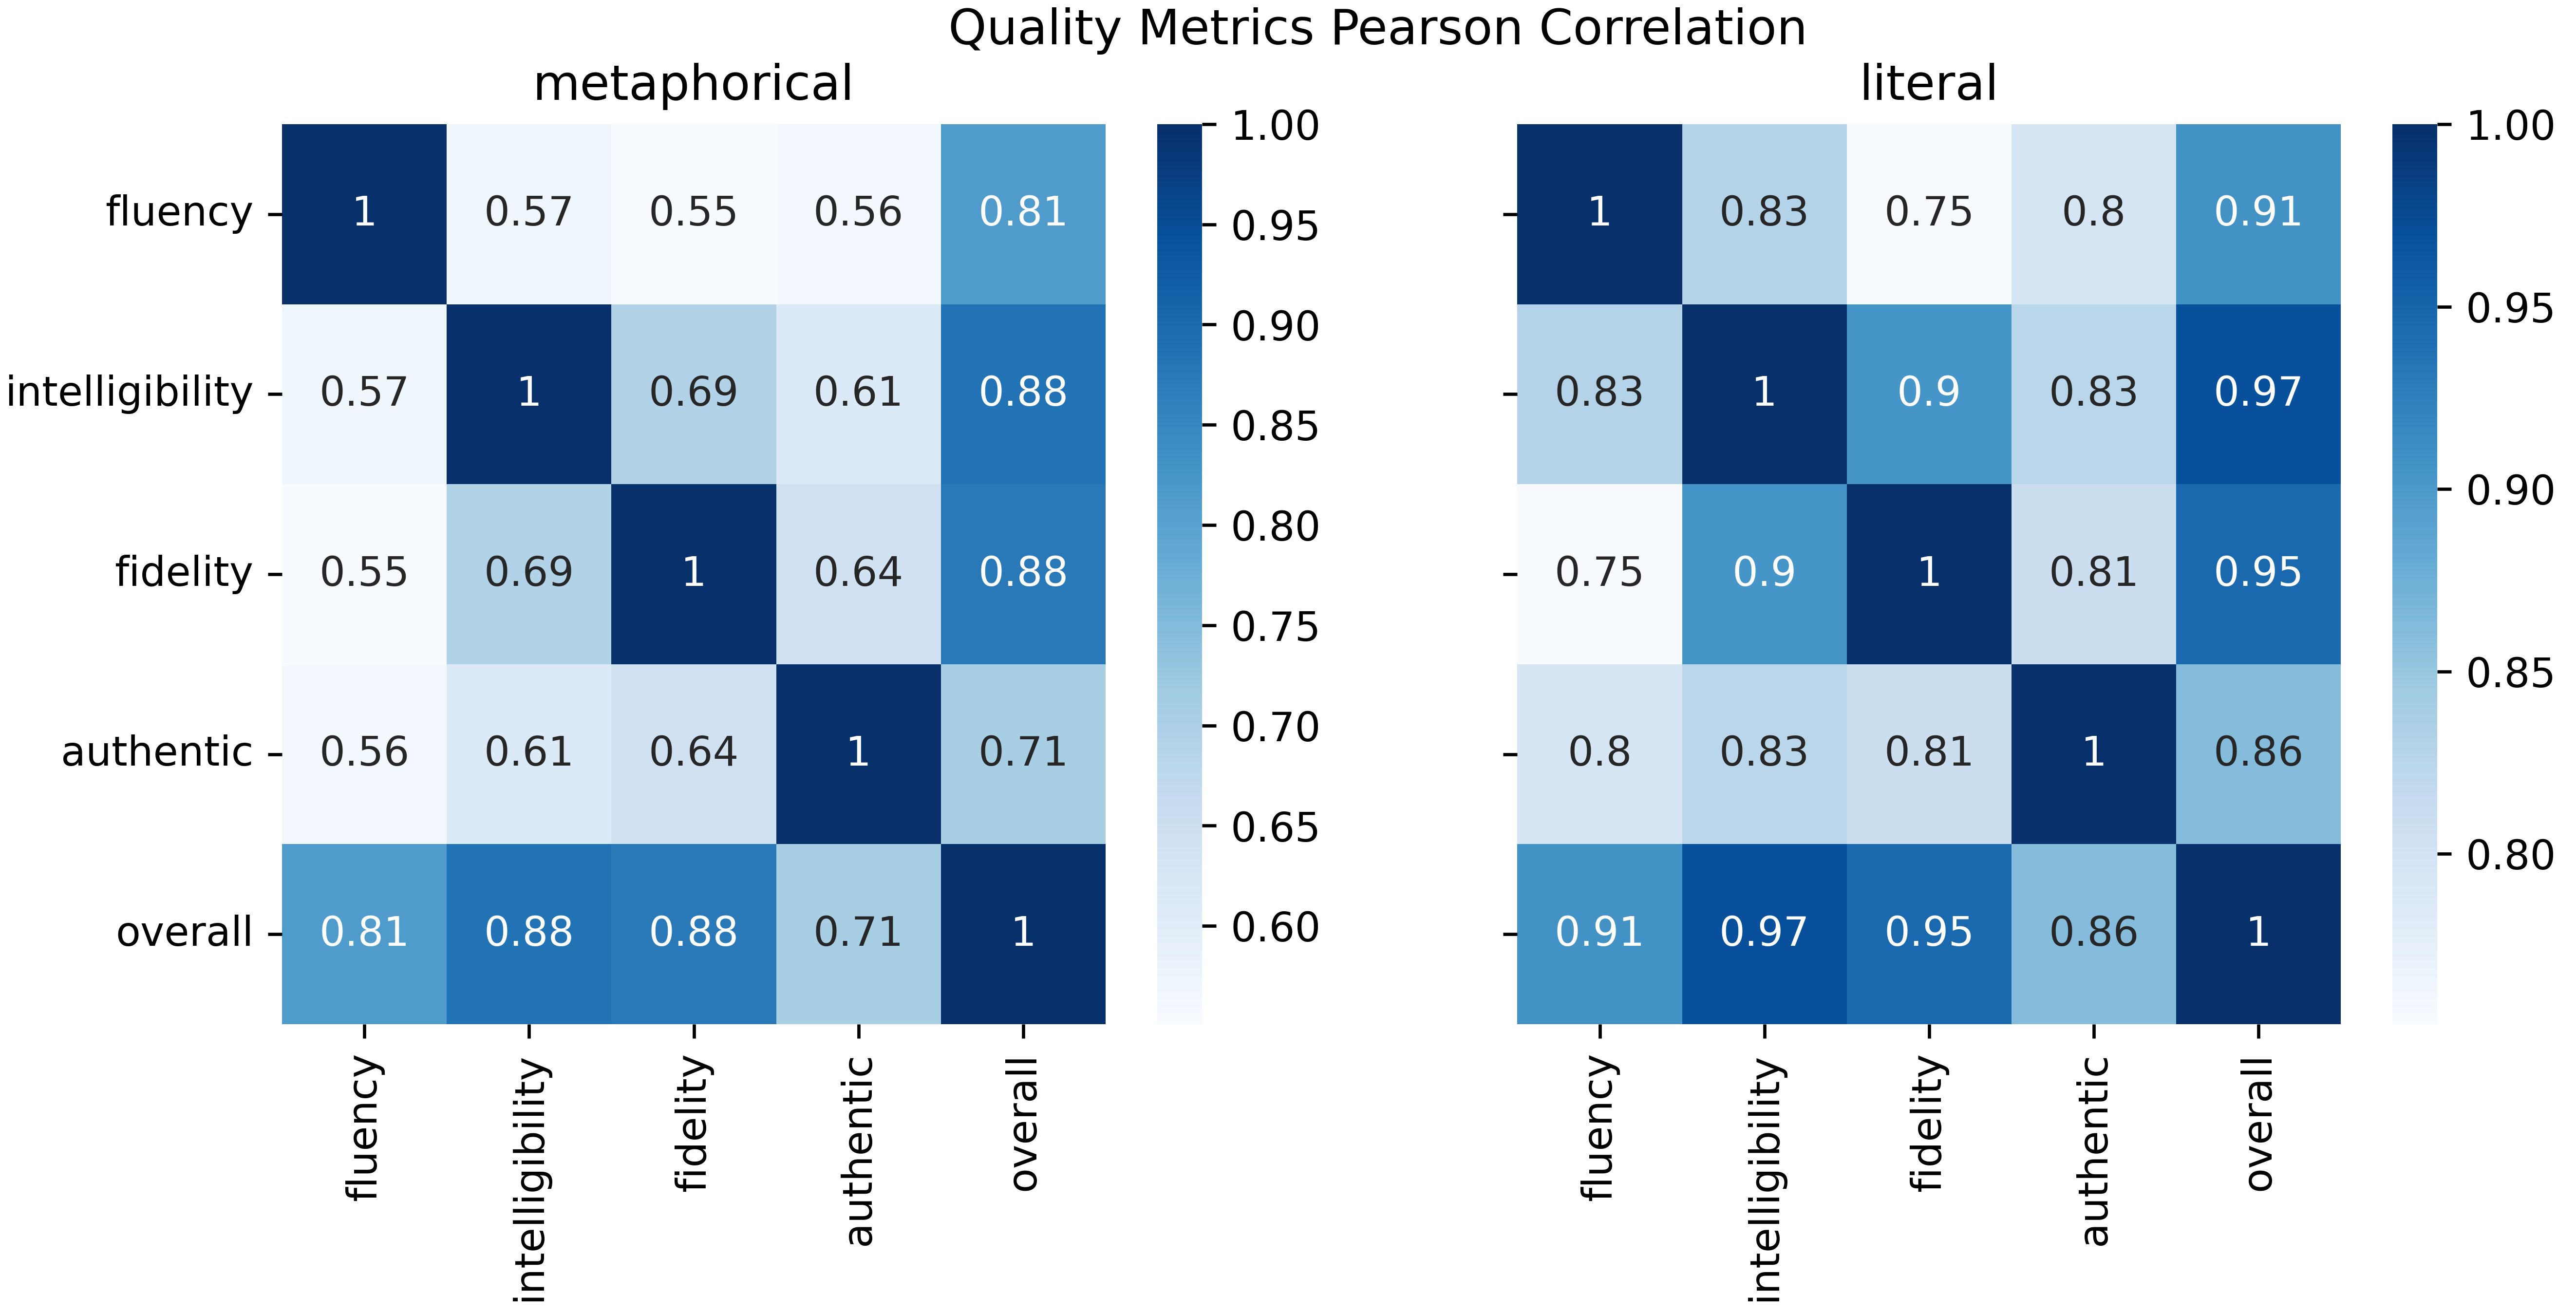 Quality Metrics Pearson Correlation
metaphorical
fluency
intelligibility
fidelity
authentic
overall
1 0.57 0.55 0.56 0.81
0.57 1 0.69 0.61 0.88
0.55 0.69 1 0.64 0.88
0.56 0.61 0.64 1 0.71
0.81 0.88 0.88 0.71 1
fluency
intelligibility
fidelity
authentic
overall
1.00
0.95
0.90
0.85
0.80
0.75
0.70
0.65
0.60
literal
1 0.83 0.75 0.8 0.91
0.83 1 0.9 0.83 0.97
0.75 0.9 1 0.81 0.95
0.8 0.83 0.81 1 0.86
0.91 0.97 0.95 0.86 1
fluency
intelligibility
fidelity
authentic
overall
1.00
0.95
0.90
0.85
0.80